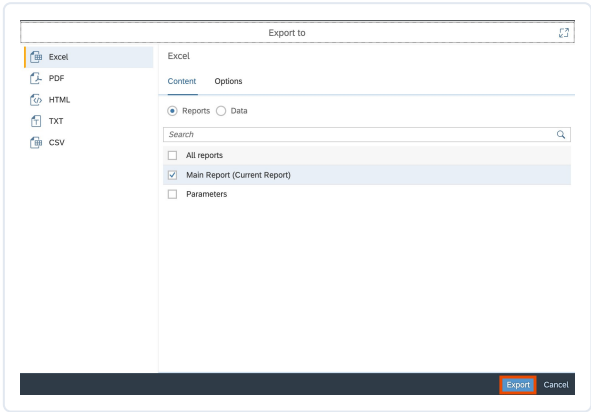 Export to
Excel
PDF
HTML
TXT
CSV
Excel
Content Options
Reports Data
Search
All reports
Main Report (Current Report)
Parameters
Export Cancel